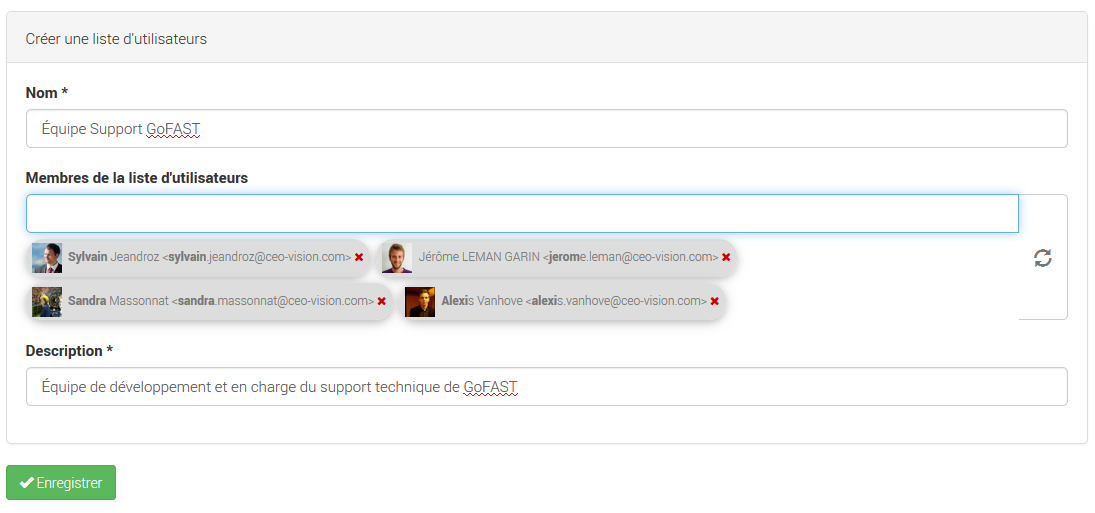 Créer une liste d'utilisateurs
Nom *
Équipe Support GoFAST
Membres de la liste d'utilisateurs
Sylvain Jeandroz <sylvain.jeandroz@ceo-vision.com> Jérôme LEMAN GARIN <jerome.leman@ceo-vision.com>
Sandra Massonnat <sandra.massonnat@ceo-vision.com> Alexis Vanhove <alexis.vanhove@ceo-vision.com>
Description *
Équipe de développement et en charge du support technique de GoFAST
Enregistrer